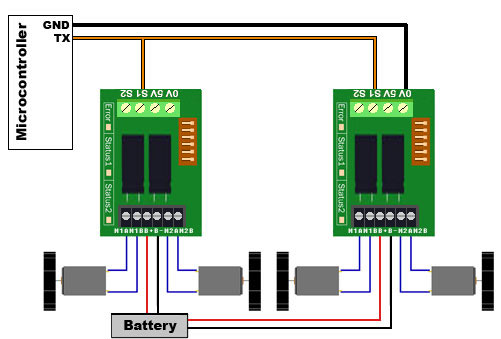 Microcontroller
GND
TX
0V 5V S1 S2
0V 5V S1 S2
Error
Status1
Status2
Error
Status1
Status2
M1A M1B B+ B- M2A M2B
M1A M1B B+ B- M2A M2B
Battery